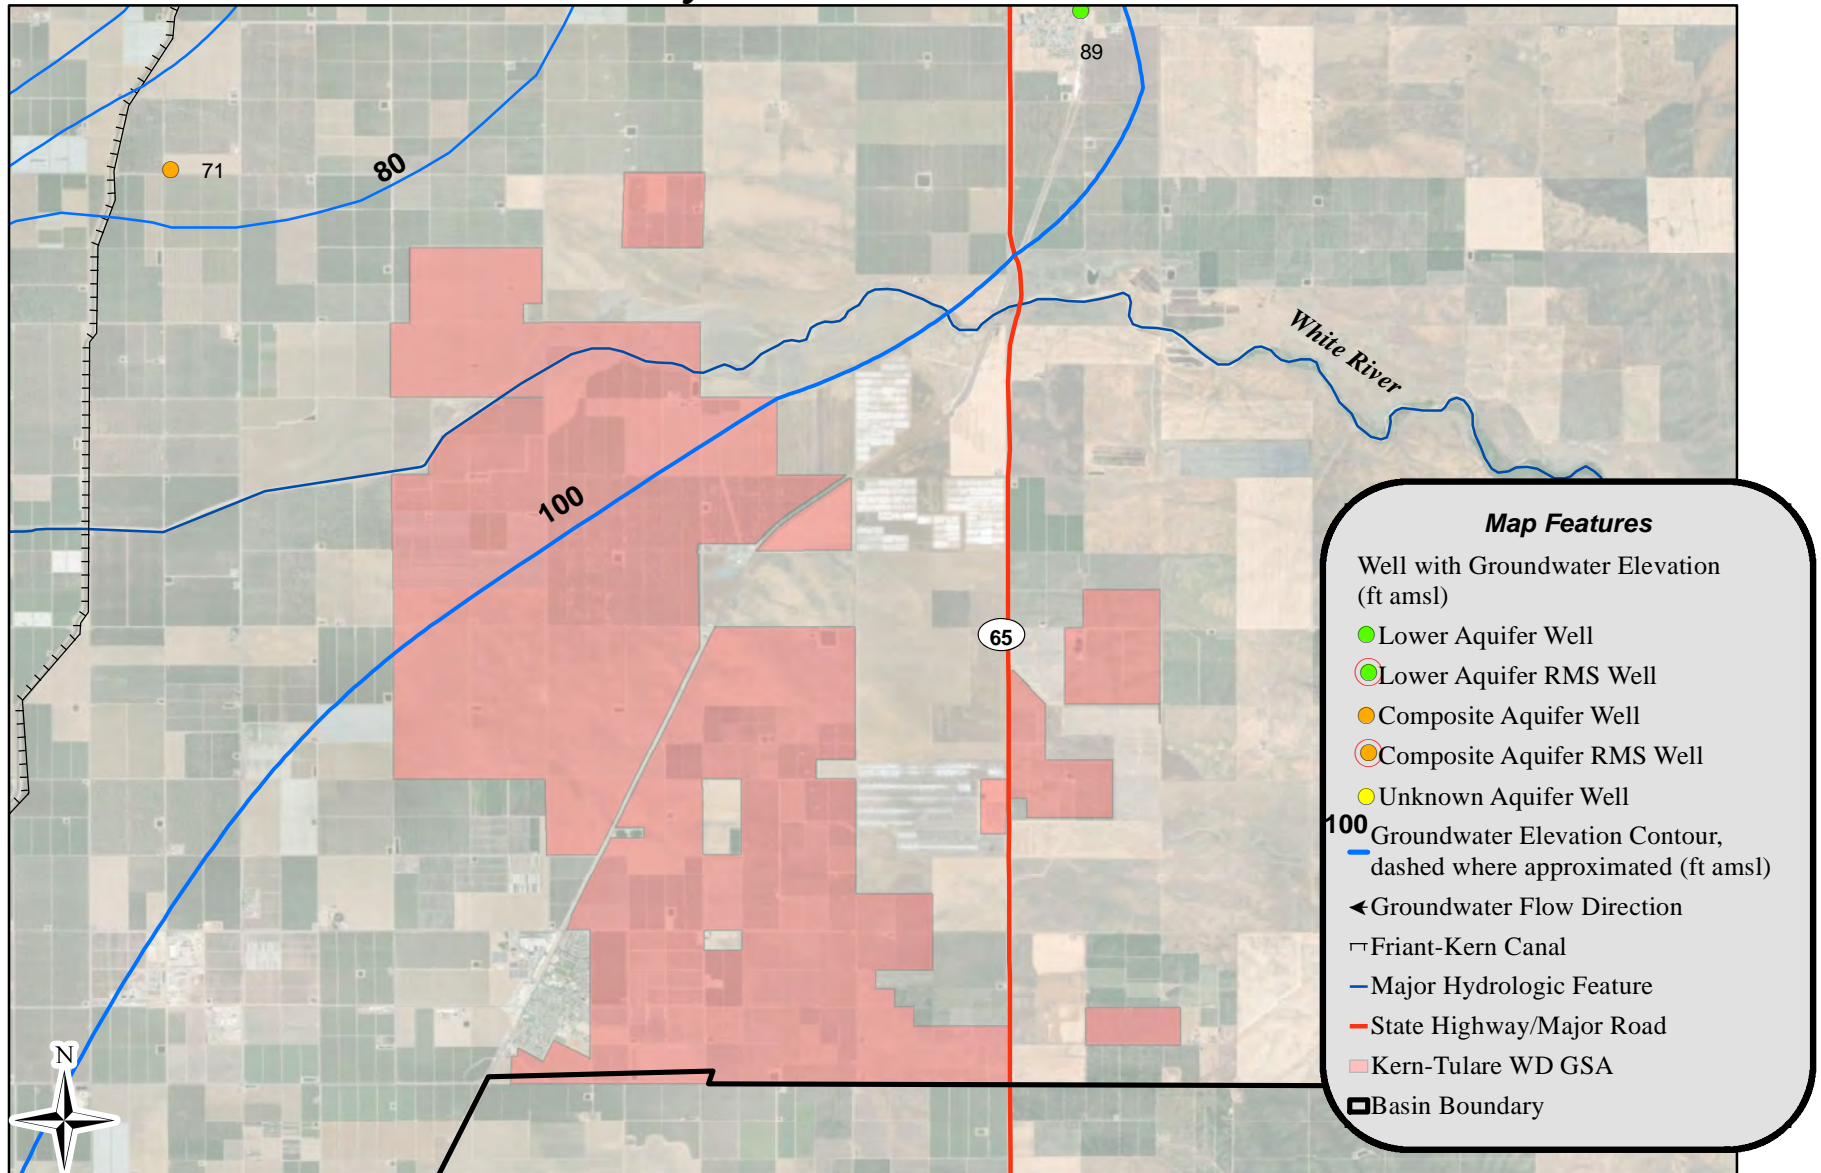 89
71
80
White River
100
65
N
Map Features
Well with Groundwater Elevation
(ft amsl)
Lower Aquifer Well
Lower Aquifer RMS Well
Composite Aquifer Well
Composite Aquifer RMS Well
Unknown Aquifer Well
100
Groundwater Elevation Contour,
dashed where approximated (ft amsl)
Groundwater Flow Direction
Friant-Kern Canal
Major Hydrologic Feature
State Highway/Major Road
Kern-Tulare WD GSA
Basin Boundary